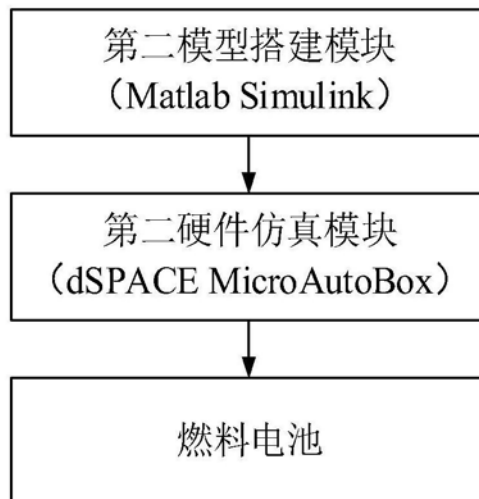 第二模型搭建模块
（Matlab Simulink）
第二硬件仿真模块
（dSPACE MicroAutoBox）
燃料电池